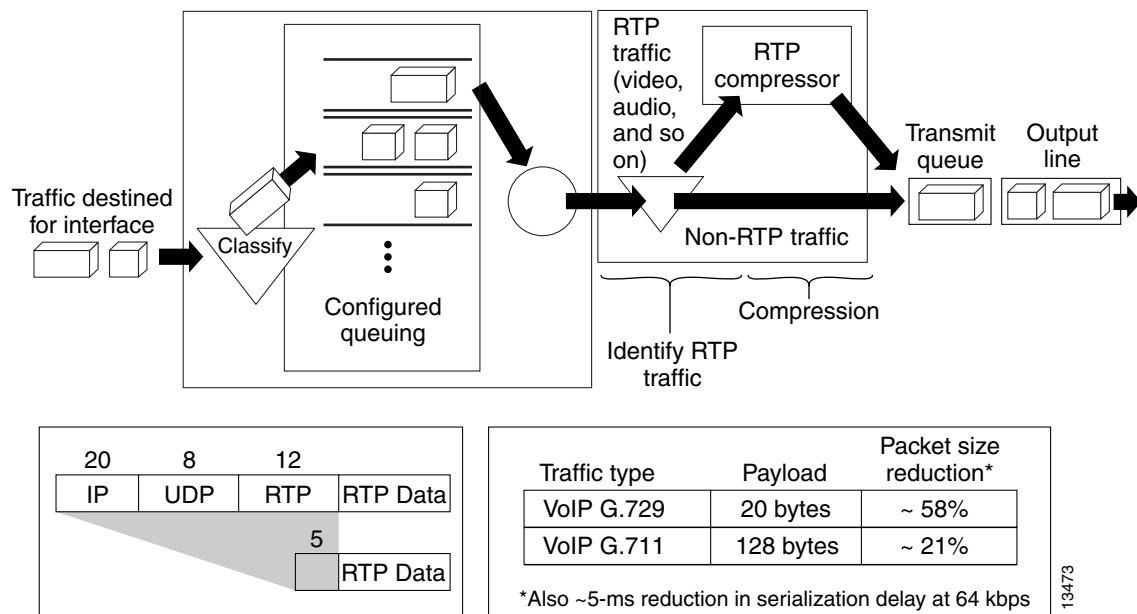 Traffic destined
for interface
Classify
Configured
queuing
RTP
traffic
(video,
audio,
and so
on)
RTP
compressor
Non-RTP traffic
Transmit
queue
Output
line
Identify RTP
traffic
Compression
20 8 12
IP UDP RTP RTP Data
5
RTP Data
Traffic type Payload Packet size
reduction*
VoIP G.729 20 bytes ~ 58%
VoIP G.711 128 bytes ~ 21%
*Also ~5-ms reduction in serialization delay at 64 kbps
13473